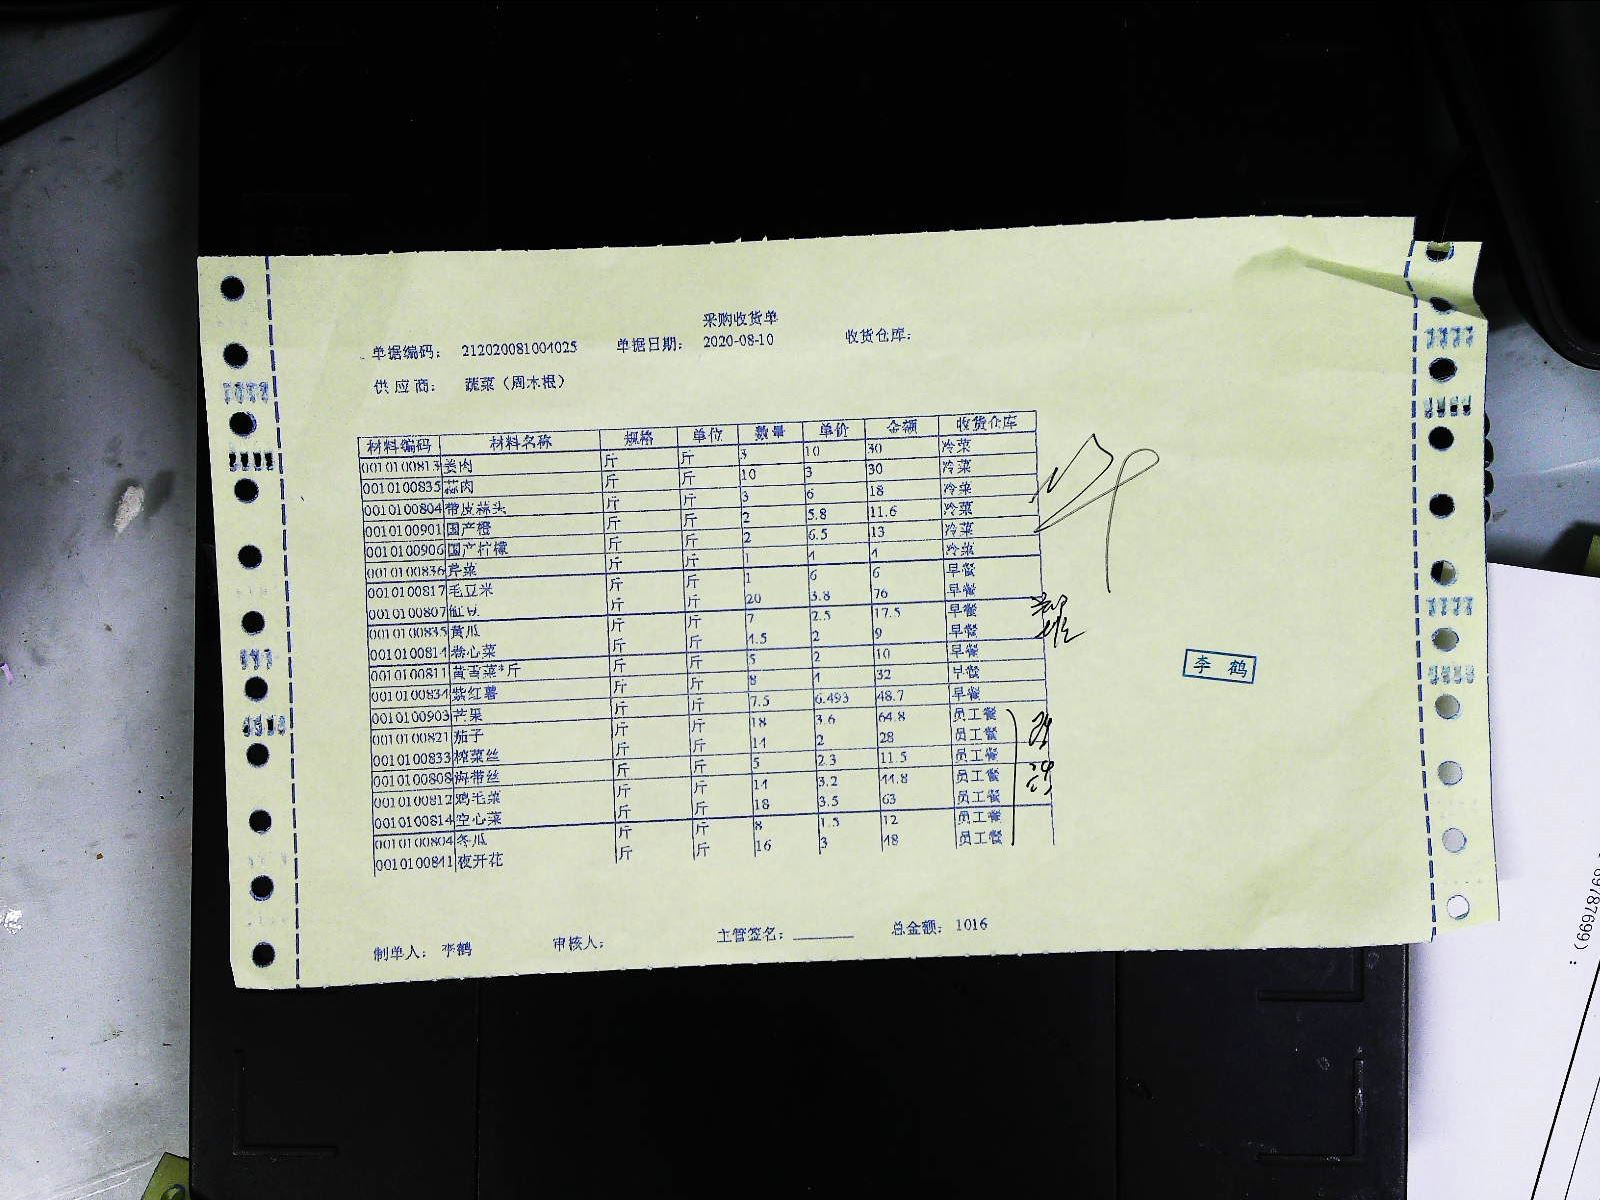 采购收货单
单据编码： 212020081004025 单据日期： 2020-08-10 收货仓库：
供应商： 蔬菜（周木根）
材料编码 材料名称 规格 单位 数量 单价 金额 收货仓库
0010100813 姜肉 斤 斤 3 10 30 冷菜
0010100835 蒜肉 斤 斤 10 3 30 冷菜
0010100804 带皮蒜头 斤 斤 3 6 18 冷菜
0010100901 国产橙 斤 斤 2 5.8 11.6 冷菜
0010100906 国产柠檬 斤 斤 2 6.5 13 冷菜
0010100836 芹菜 斤 斤 1 4 4 冷菜
0010100817 毛豆米 斤 斤 1 6 6 早餐
0010100807 豇豆 斤 斤 20 3.8 76 早餐
0010100835 黄瓜 斤 斤 7 2.5 17.5 早餐
0010100814 卷心菜 斤 斤 4.5 2 9 早餐
0010100811 黄雪菜*斤 斤 斤 5 2 10 早餐
0010100834 紫红薯 斤 斤 8 4 32 早餐
0010100903 芒果 斤 斤 7.5 6.493 48.7 早餐
0010100821 茄子 斤 斤 18 3.6 64.8 员工餐
0010100833 榨菜丝 斤 斤 14 2 28 员工餐
0010100808 海带丝 斤 斤 5 2.3 11.5 员工餐
0010100812 鸡毛菜 斤 斤 14 3.2 44.8 员工餐
0010100814 空心菜 斤 斤 18 3.5 63 员工餐
0010100804 冬瓜 斤 斤 8 1.5 12 员工餐
0010100841 夜开花 斤 斤 16 3 48 员工餐
李鹤
制单人： 李鹤 审核人： 主管签名： 总金额： 1016
69787699）：